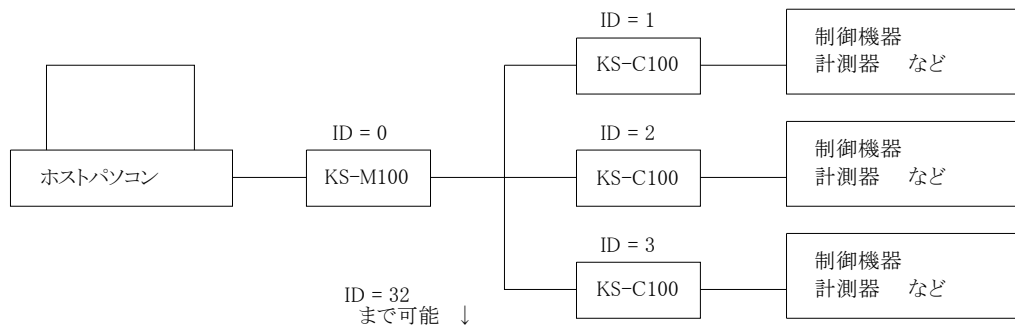 ID = 1
制御機器
KS-C100
計測器　など
ID = 0
ID = 2
制御機器
ホストパソコン
KS-M100
KS-C100
計測器　など
ID = 3
制御機器
KS-C100
計測器　など
ID = 32
まで可能　↓